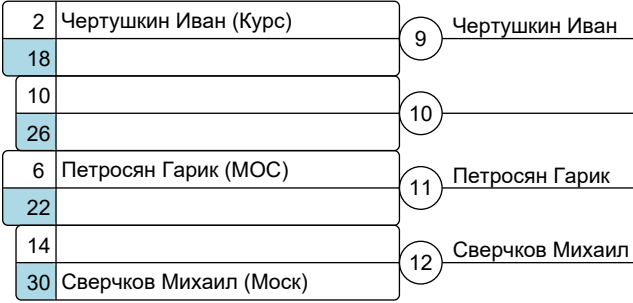 2 Чертушкин Иван (Курс)
9 Чертушкин Иван
18
10
10
26
6 Петросян Гарик (МОС)
11 Петросян Гарик
22
14
12 Сверчков Михаил
30 Сверчков Михаил (Моск)